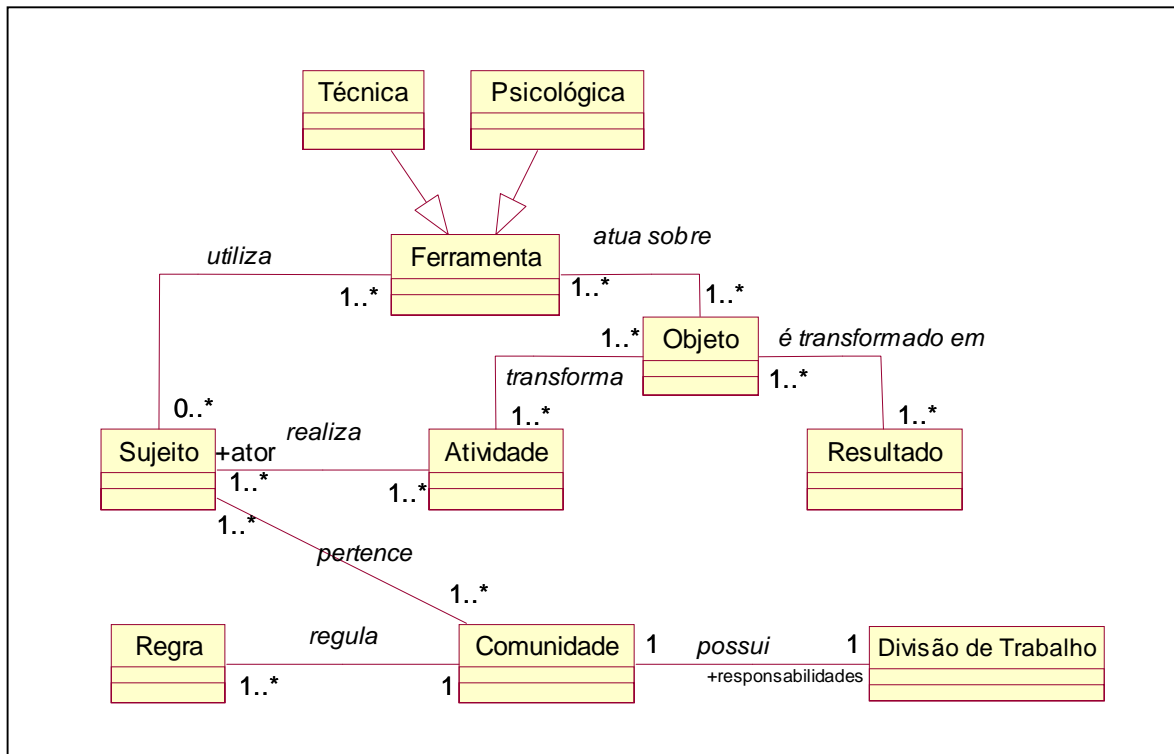 Técnica
Psicológica
utiliza
Ferramenta
atua sobre
1..*
1..*
1..*
1..*
Objeto
é transformado em
transforma
1..*
0..*
1..*
1..*
Sujeito
+ator
realiza
Atividade
Resultado
1..*
1..*
1..*
pertence
1..*
Regra
regula
Comunidade
1
possui
1
Divisão de Trabalho
1..*
1
+responsabilidades